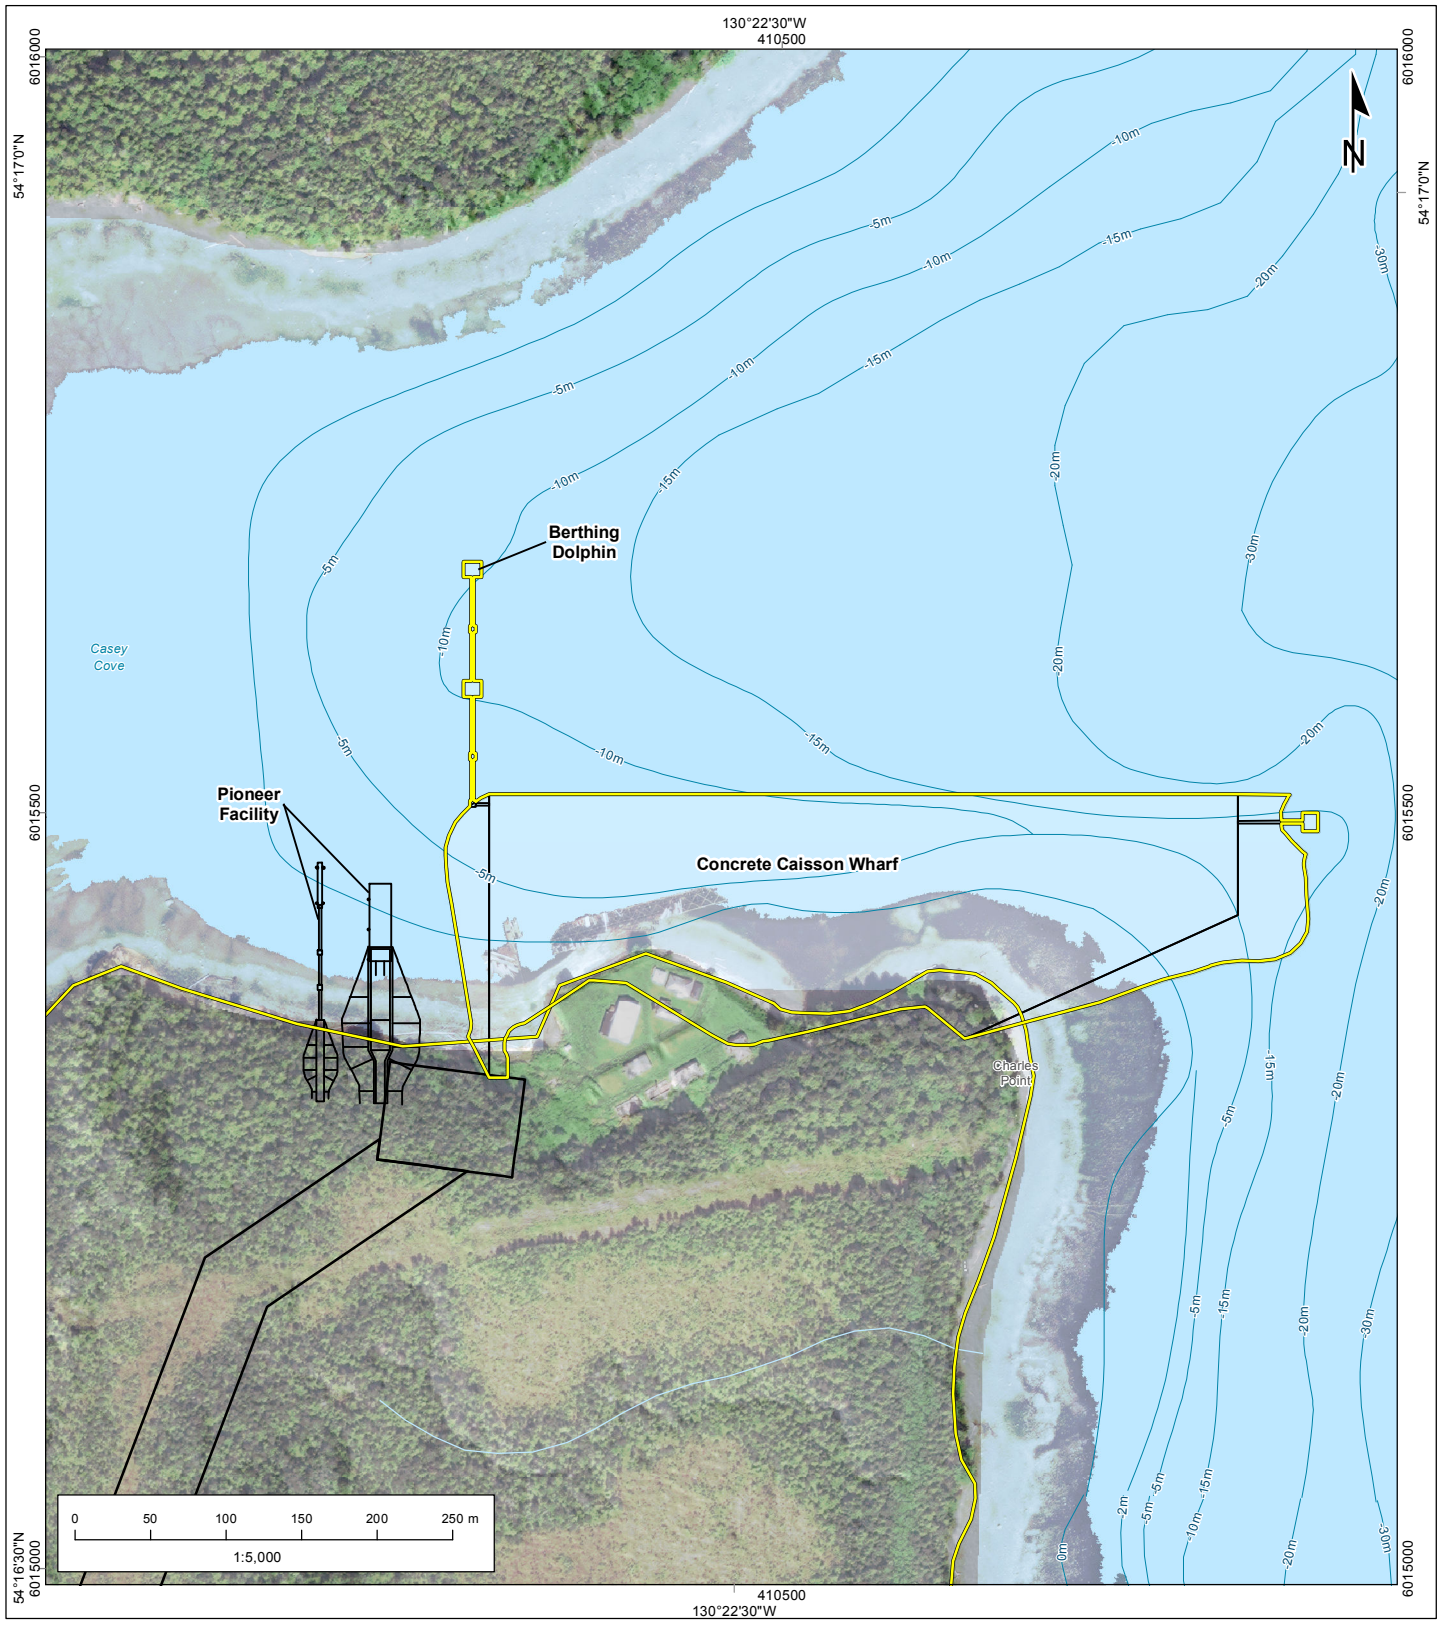 130°22'30"W
410500
6016000
6016000
54°17'0"N
54°17'0"N
N
-10m
-5m
-15m
-10m
-30m
-20m
-10m
-15m
-5m
-20m
-15m
-10m
Berthing
Dolphin
-30m
-5m
Casey
Cove
-10m
-20m
-5m
-15m
-20m
-10m
Pioneer
Facility
6015500
6015500
Concrete Caisson Wharf
-5m
-20m
Charles
Point
-15m
-20m
-5m
-5m
-15m
-20m
-30m
-5m
-15m
-2m
-5m
-10m
-30m
-20m
0m
0 50 100 150 200 250 m
1:5,000
54°16'30"N
6015000
6015000
410500
130°22'30"W